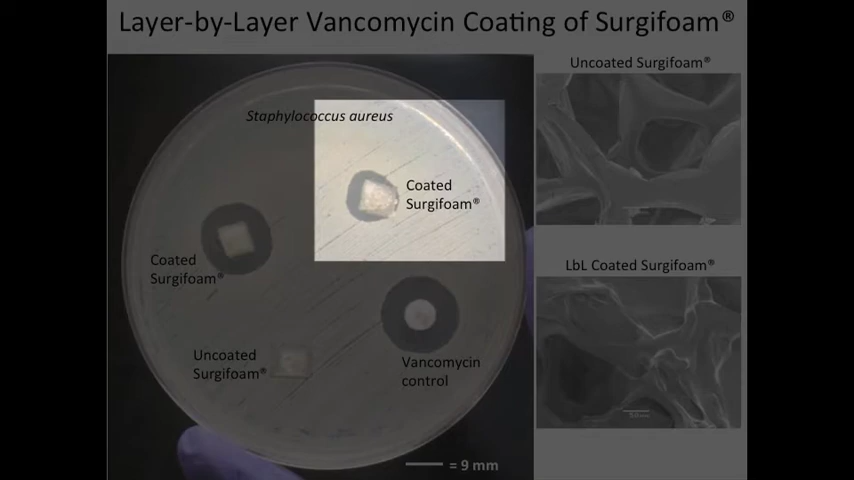 Layer-by-Layer Vancomycin Coating of Surgifoam®
Uncoated Surgifoam®
Staphylococcus aureus
Coated
Surgifoam®
Coated
Surgifoam®
LbL Coated Surgifoam®
Uncoated
Surgifoam®
Vancomycin
control
= 9 mm